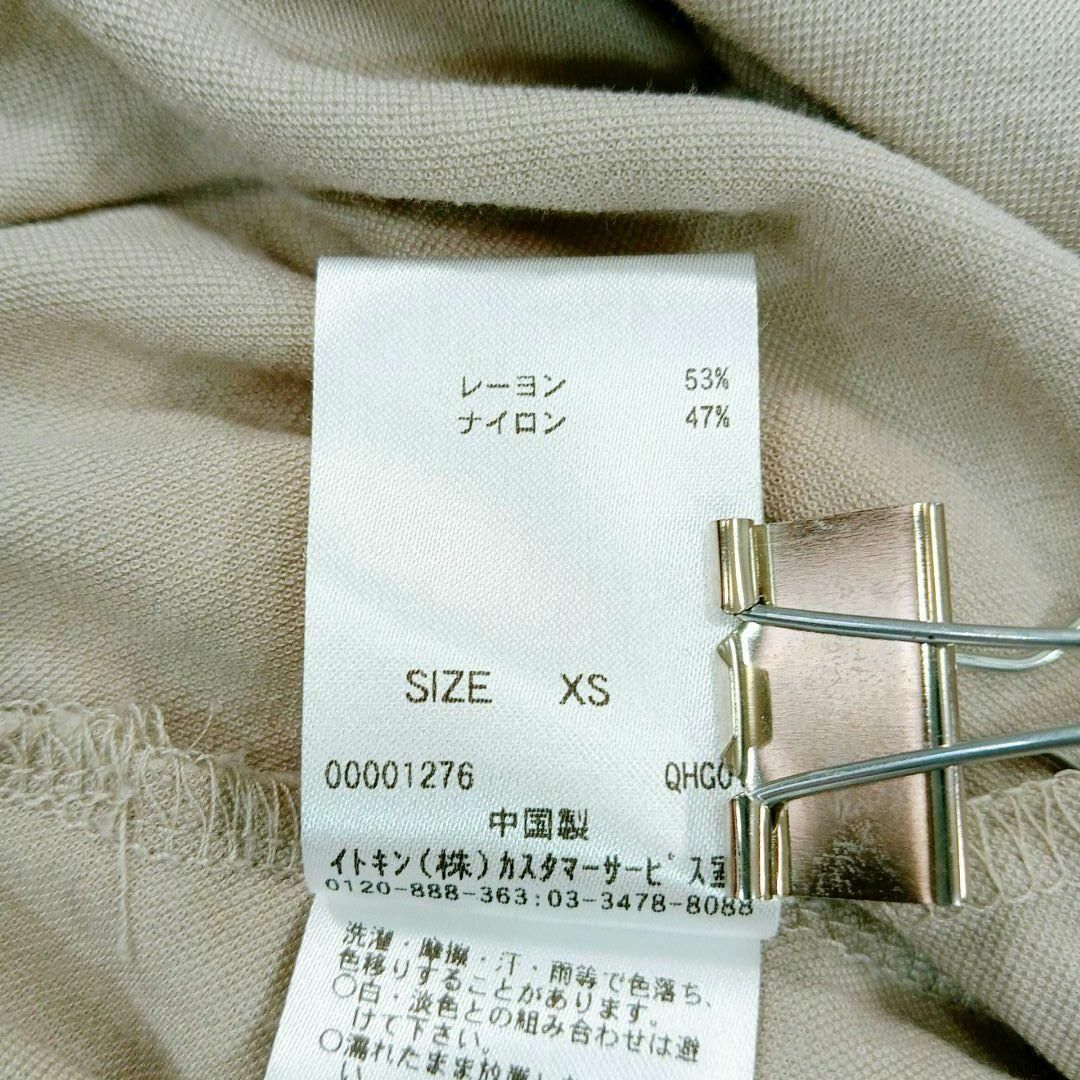 レーヨン 53%
ナイロン 47%
SIZE XS
00001276 QHG0
中国製
イトキン(株)カスタマーサービス
0120-888-363:03-3478-8088
洗濯・摩擦・汗・雨等で色落ち、
色移りすることがあります。
○白・淡色との組み合わせは避
けて下さい。
○濡れたまま放置し
い